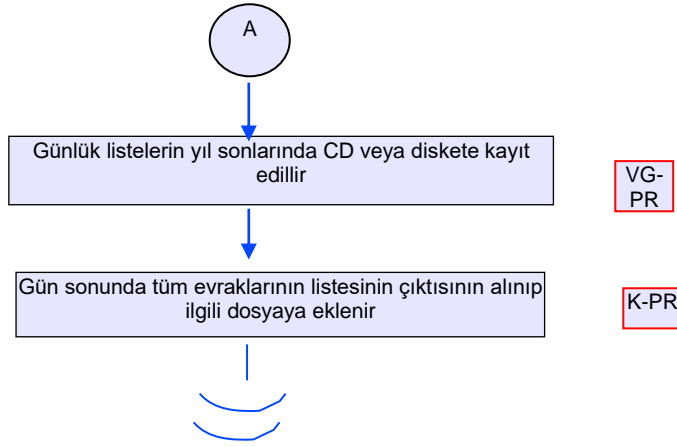 A
Günlük listelerin yıl sonlarında CD veya diskete kayıt
edillir
VG-
PR
Gün sonunda tüm evraklarının listesinin çıktısının alınıp
ilgili dosyaya eklenir
K-PR